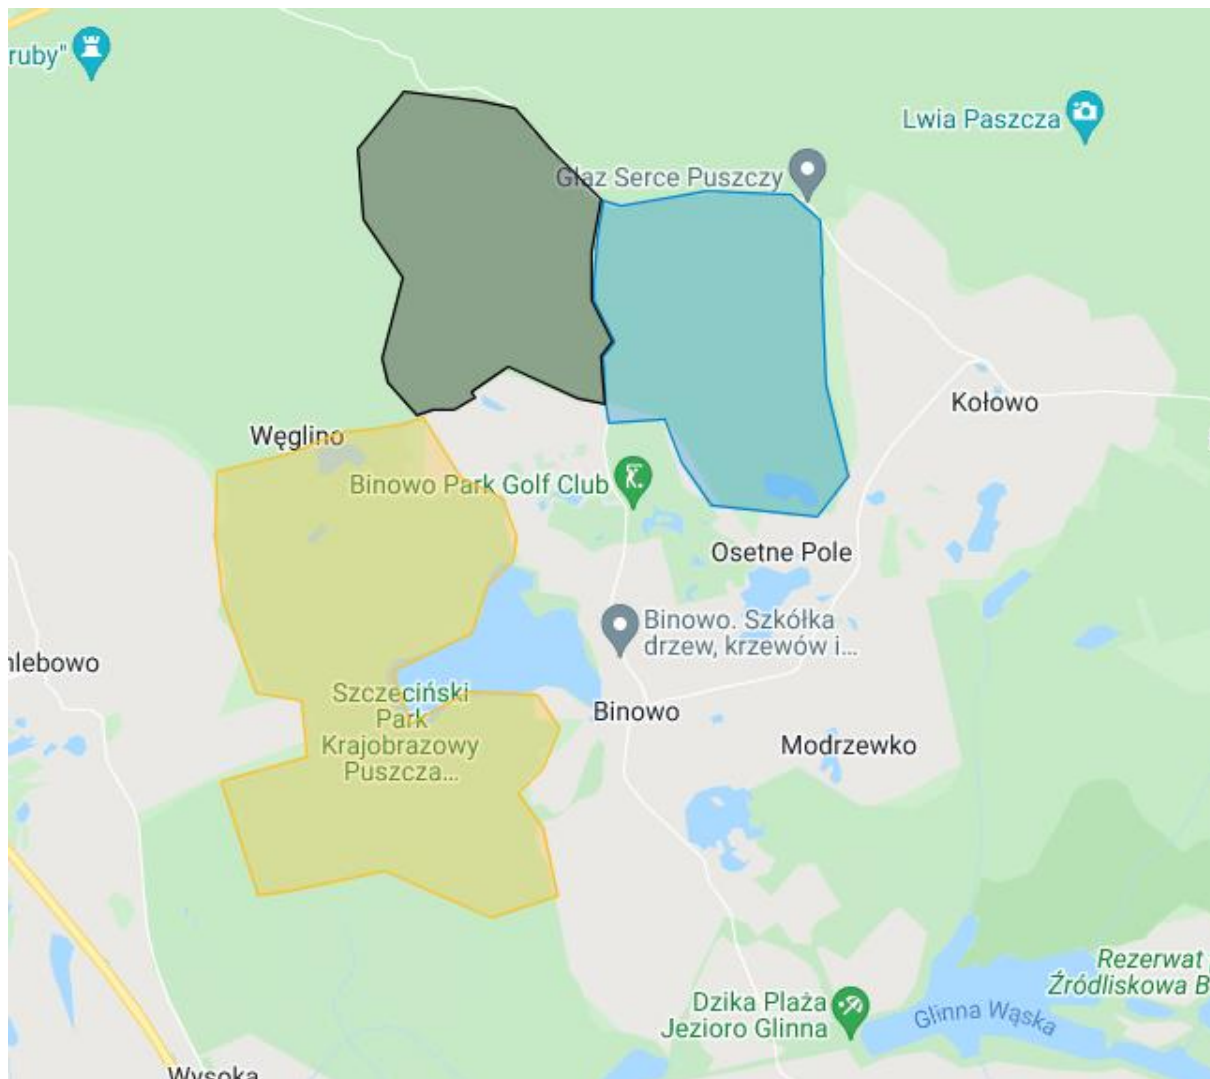 ruby"
Lwia Paszcza
Głaz Serce Puszczy
Kołowo
Węglino
Binowo Park Golf Club
Osetne Pole
Binowo. Szkółka
drzew, krzewów i...
hlebowo
Szczeciński
Park
Krajobrazowy
Puszcza...
Binowo
Modrzewko
Rezerwat
Źródliskowa B
Dzika Plaża
Jezioro Glinna
Glinna Wąska
Wysoka